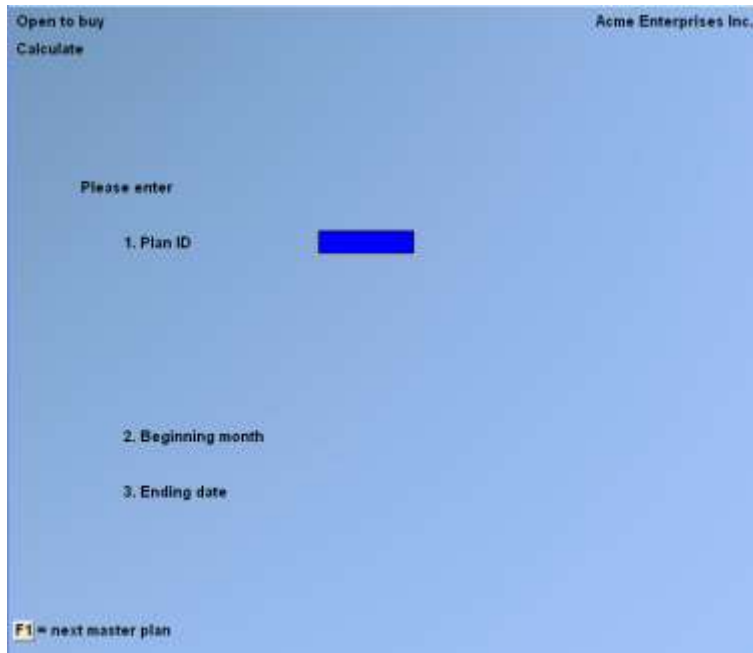 Open to buy
Acme Enterprises Inc.
Calculate
Please enter
1. Plan ID
2. Beginning month
3. Ending date
F1 = next master plan